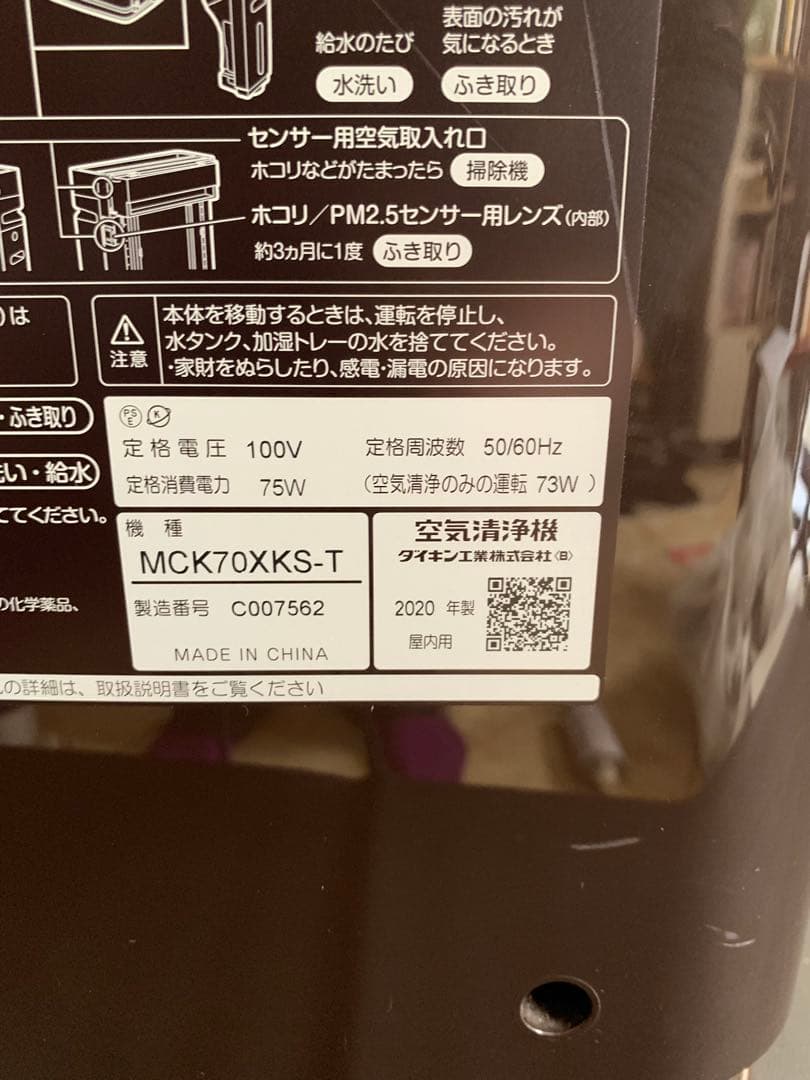 給水のたび
水洗い
表面の汚れが
気になるとき
ふき取り
センサー用空気取入れ口
ホコリなどがたまったら 掃除機
ホコリ/PM2.5センサー用レンズ(内部)
約3ヵ月に1度 ふき取り
は
注意
本体を移動するときは、運転を停止し、
水タンク、加湿トレーの水を捨ててください。
・家財をぬらしたり、感電・漏電の原因になります。
・ふき取り
洗い・給水
てください。
の化学薬品、
PSE
定格電圧 100V 定格周波数 50/60Hz
定格消費電力 75W (空気清浄のみの運転 73W )
機種
MCK70XKS-T
製造番号 C007562
MADE IN CHINA
空気清浄機
ダイキン工業株式会社〈B〉
2020 年製
屋内用
の詳細は、取扱説明書をご覧ください